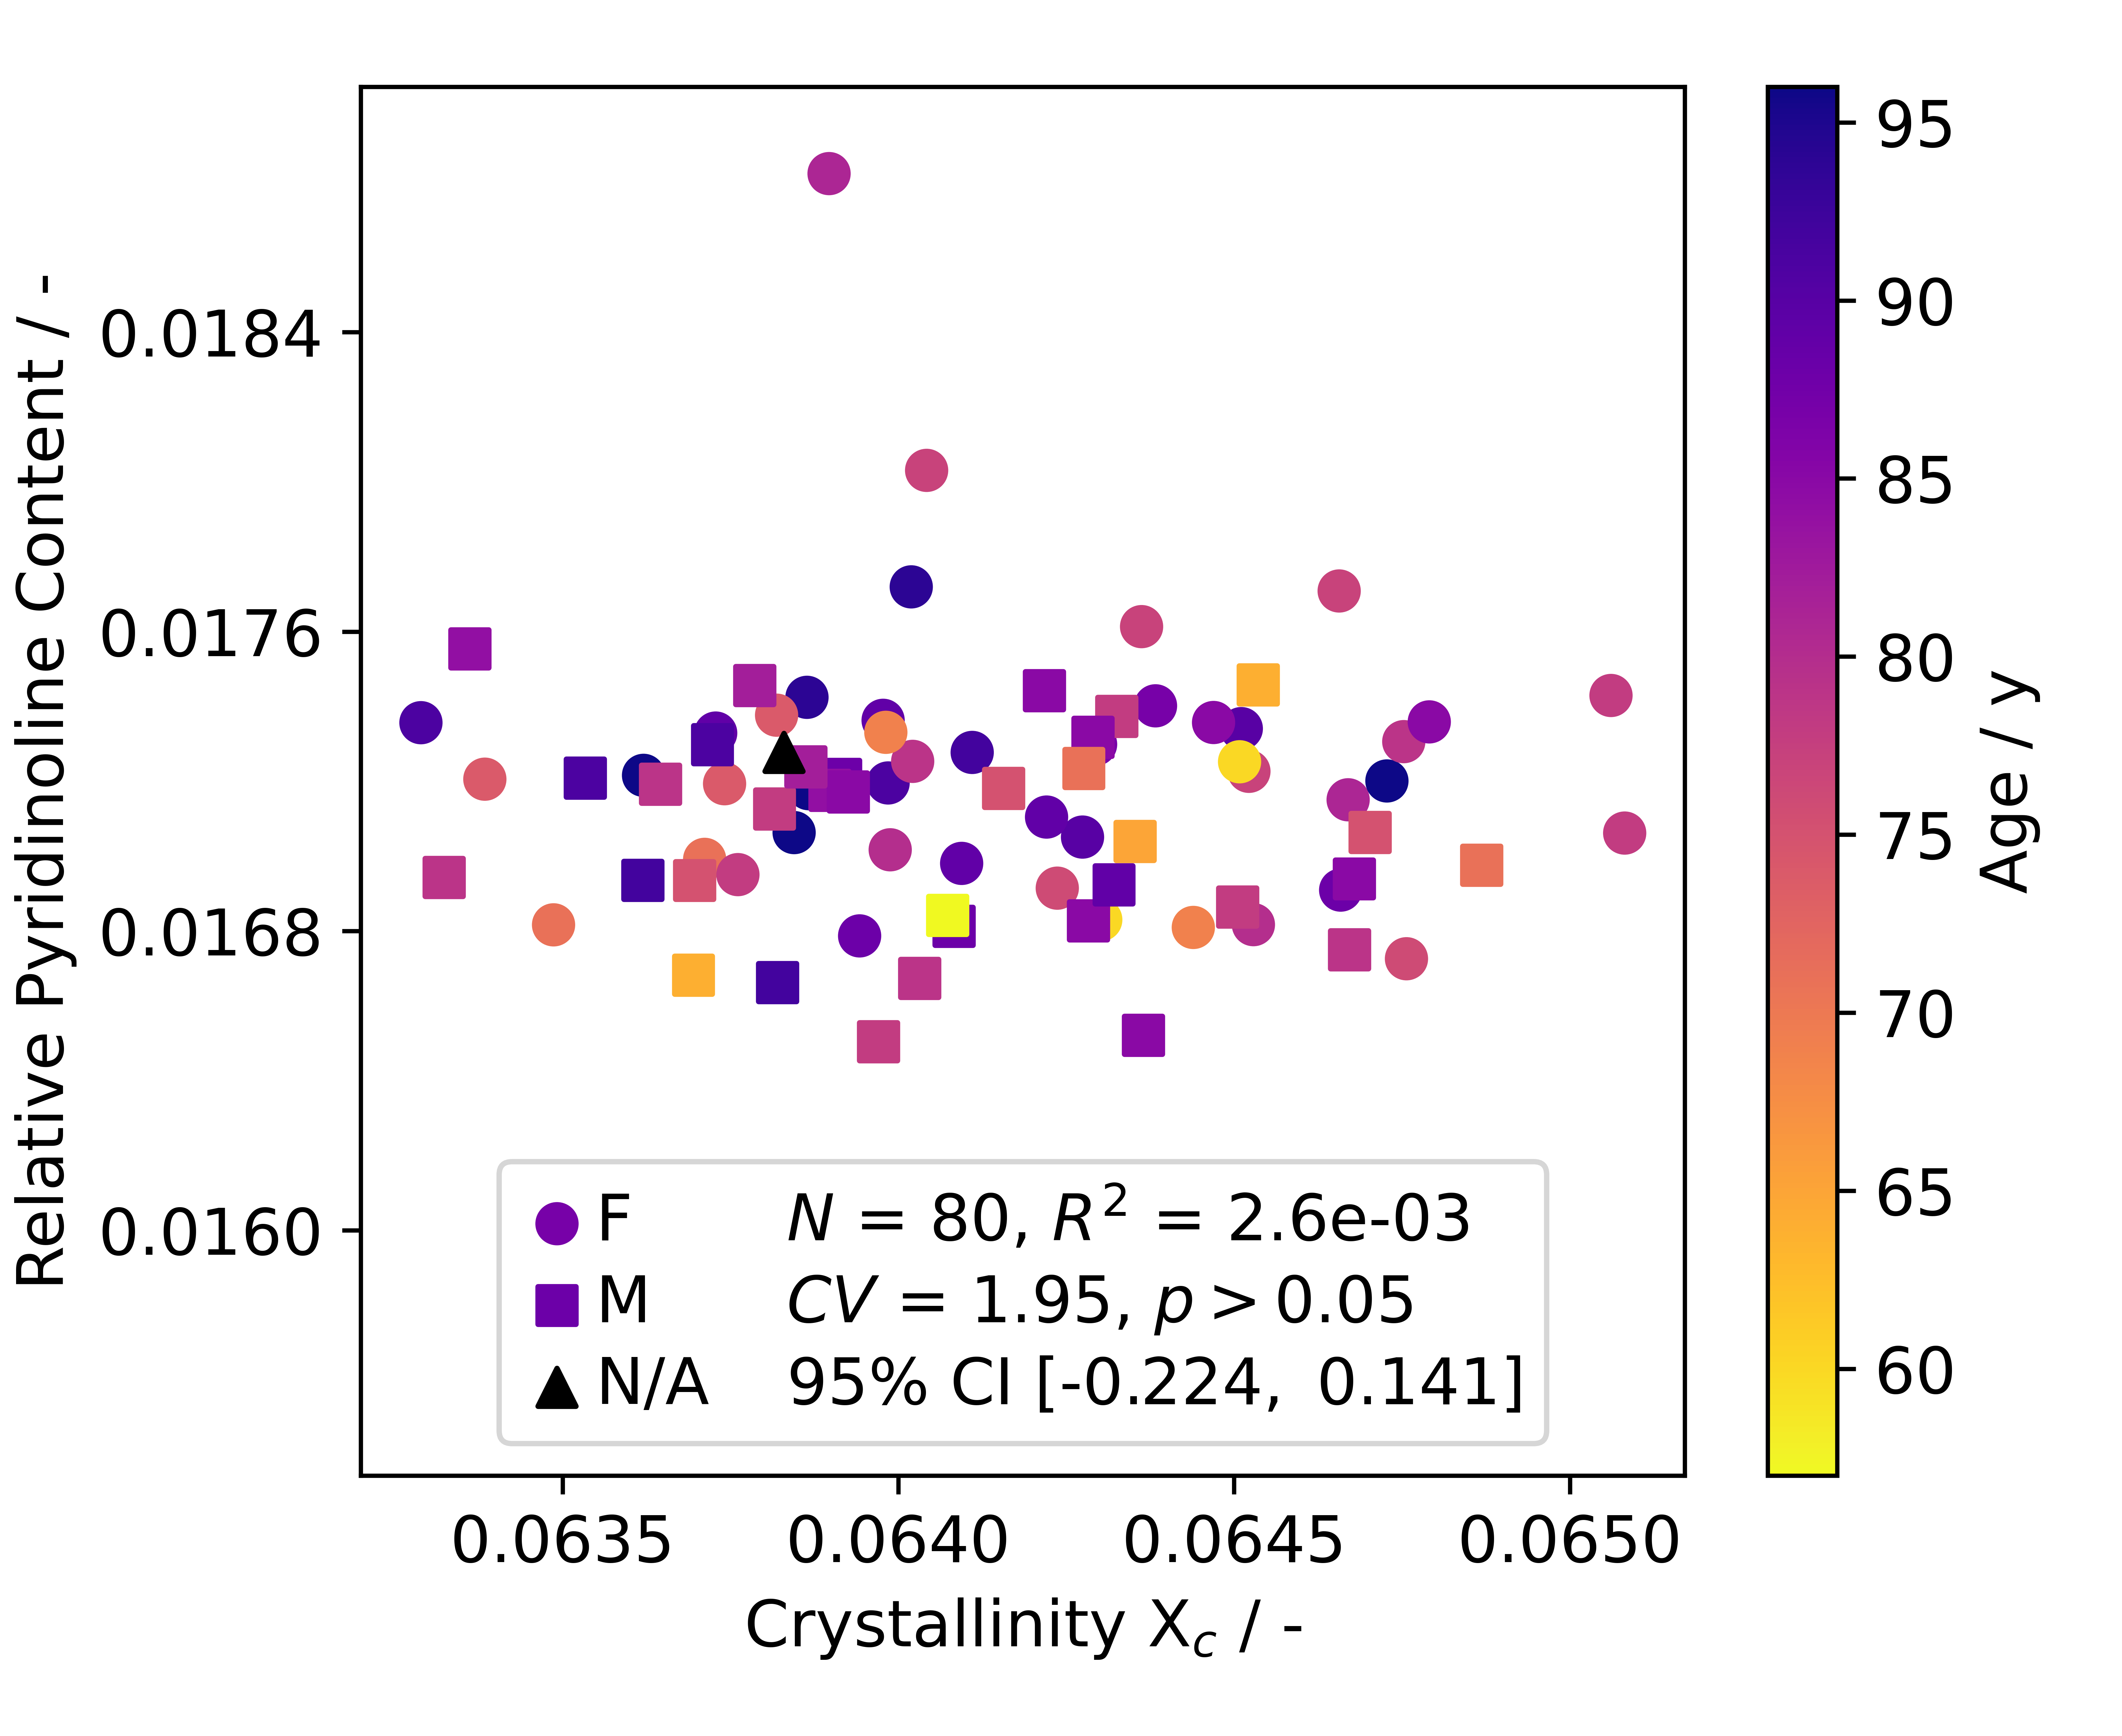 Relative Pyridinoline Content / -
0.0184
0.0176
0.0168
0.0160
F N = 80, R² = 2.6e-03
M CV = 1.95, p > 0.05
N/A 95% CI [-0.224, 0.141]
0.0635 0.0640 0.0645 0.0650
Crystallinity X_c / -
95
90
85
80
75
70
65
60
Age / y